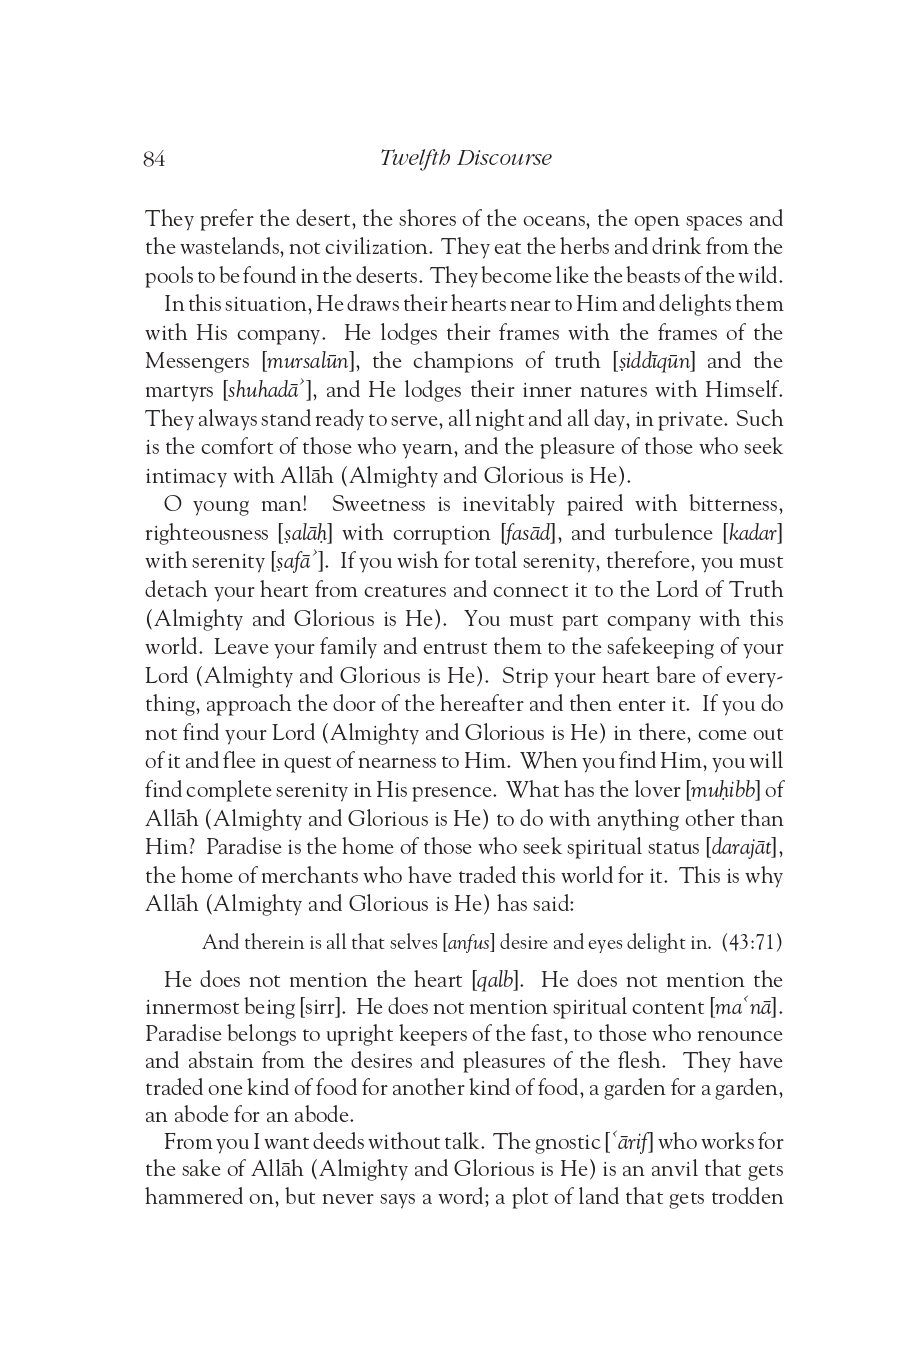 84
Twelfth Discourse
They prefer the desert, the shores of the oceans, the open spaces and
the wastelands, not civilization. They eat the herbs and drink from the
pools to be found in the deserts. They become like the beasts of the wild.
In this situation, He draws their hearts near to Him and delights them
with His company. He lodges their frames with the frames of the
Messengers [mursalūn], the champions of truth [ṣiddīqūn] and the
martyrs [shuhadāʾ], and He lodges their inner natures with Himself.
They always stand ready to serve, all night and all day, in private. Such
is the comfort of those who yearn, and the pleasure of those who seek
intimacy with Allāh (Almighty and Glorious is He).
O young man! Sweetness is inevitably paired with bitterness,
righteousness [ṣalāḥ] with corruption [fasād], and turbulence [kadar]
with serenity [ṣafāʾ]. If you wish for total serenity, therefore, you must
detach your heart from creatures and connect it to the Lord of Truth
(Almighty and Glorious is He). You must part company with this
world. Leave your family and entrust them to the safekeeping of your
Lord (Almighty and Glorious is He). Strip your heart bare of every-
thing, approach the door of the hereafter and then enter it. If you do
not find your Lord (Almighty and Glorious is He) in there, come out
of it and flee in quest of nearness to Him. When you find Him, you will
find complete serenity in His presence. What has the lover [muḥibb] of
Allāh (Almighty and Glorious is He) to do with anything other than
Him? Paradise is the home of those who seek spiritual status [darajāt],
the home of merchants who have traded this world for it. This is why
Allāh (Almighty and Glorious is He) has said:
And therein is all that selves [anfus] desire and eyes delight in. (43:71)
He does not mention the heart [qalb]. He does not mention the
innermost being [sirr]. He does not mention spiritual content [maʿnā].
Paradise belongs to upright keepers of the fast, to those who renounce
and abstain from the desires and pleasures of the flesh. They have
traded one kind of food for another kind of food, a garden for a garden,
an abode for an abode.
From you I want deeds without talk. The gnostic [ʿārif] who works for
the sake of Allāh (Almighty and Glorious is He) is an anvil that gets
hammered on, but never says a word; a plot of land that gets trodden